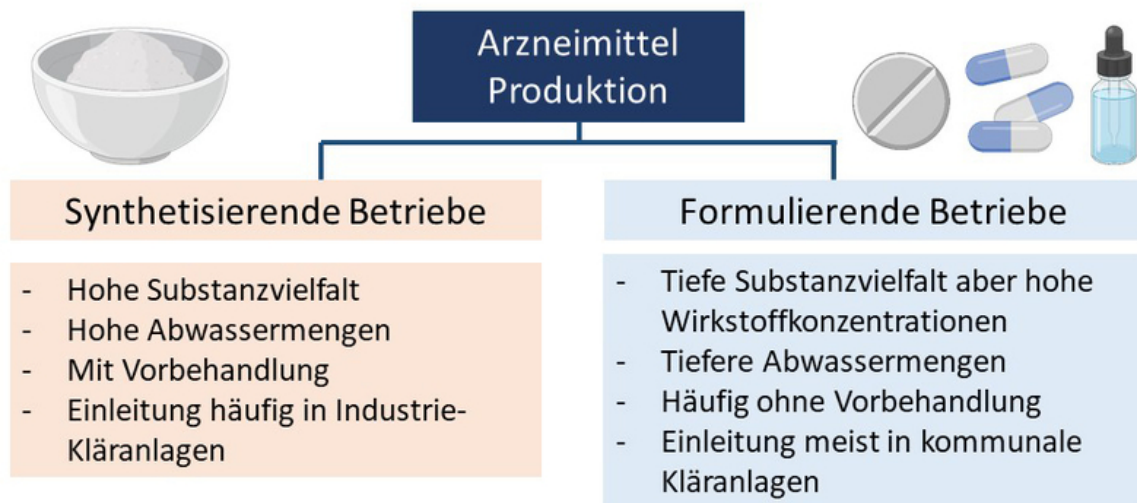 Arzneimittel
Produktion
Synthetisierende Betriebe
- Hohe Substanzvielfalt
- Hohe Abwassermengen
- Mit Vorbehandlung
- Einleitung häufig in Industrie-
Kläranlagen
Formulierende Betriebe
- Tiefe Substanzvielfalt aber hohe
Wirkstoffkonzentrationen
- Tiefere Abwassermengen
- Häufig ohne Vorbehandlung
- Einleitung meist in kommunale
Kläranlagen